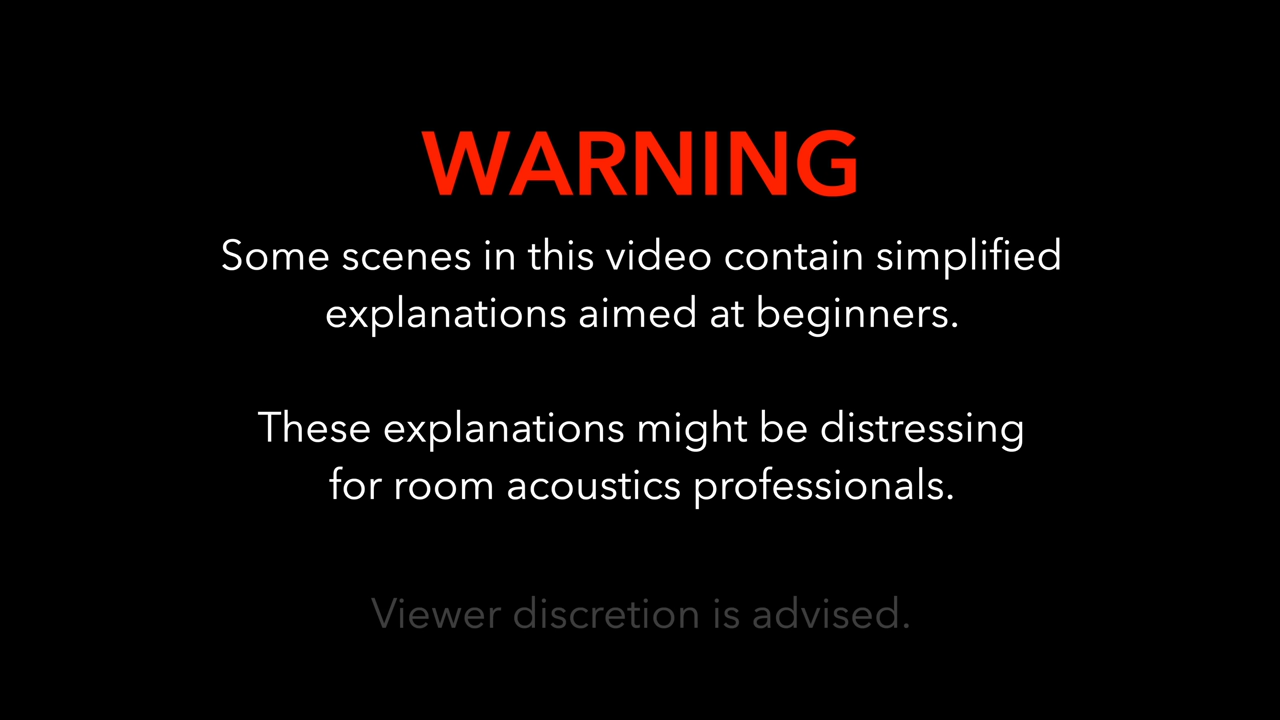 WARNING
Some scenes in this video contain simplified
explanations aimed at beginners.
These explanations might be distressing
for room acoustics professionals.
Viewer discretion is advised.